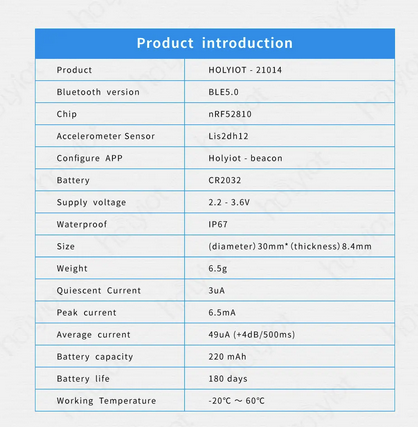 Product introduction
Product HOLYIOT - 21014
Bluetooth version BLE5.0
Chip nRF52810
Accelerometer Sensor Lis2dh12
Configure APP Holyiot - beacon
Battery CR2032
Supply voltage 2.2 - 3.6V
Waterproof IP67
Size (diameter)30mm*(thickness)8.4mm
Weight 6.5g
Quiescent Current 3uA
Peak current 6.5mA
Average current 49uA (+4dB/500ms)
Battery capacity 220 mAh
Battery life 180 days
Working Temperature -20℃ ～ 60℃